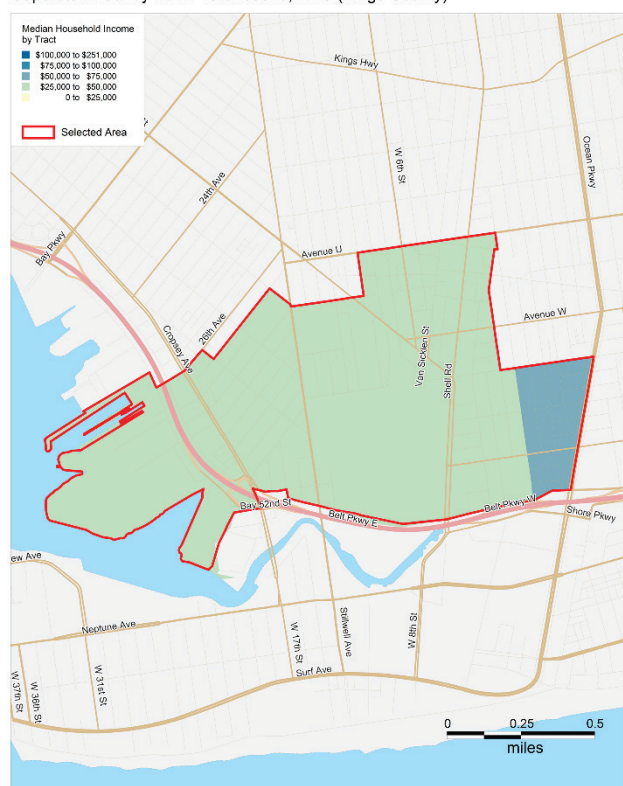 Median Household Income
by Tract
$100,000 to $251,000
$75,000 to $100,000
$50,000 to $75,000
$25,000 to $50,000
0 to $25,000
Selected Area
Kings Hwy
24th Ave
W 6th St
Ocean Pkwy
Bay Pkwy
Avenue U
26th Ave
Cropsey Ave
Avenue W
Van Sicklen St
Shell Rd
Bay 52nd St
Belt Pkwy E
Belt Pkwy W
Shore Pkwy
ew Ave
Neptune Ave
W 17th St
Stillwell Ave
W 8th St
W 37th St
W 36th St
W 31st St
Surf Ave
0 0.25 0.5
miles